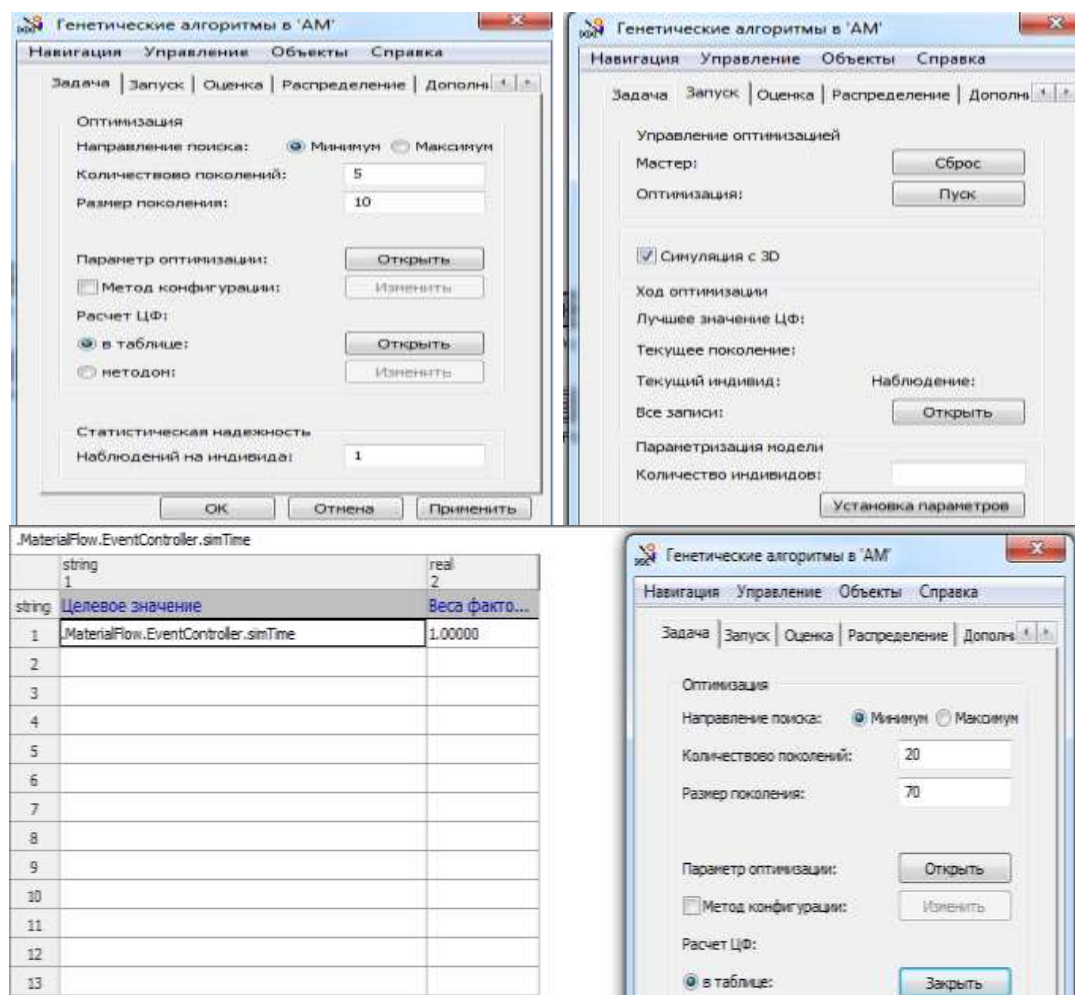 Генетические алгоритмы в 'AM'
Навигация Управление Объекты Справка
Задача Запуск Оценка Распределение Дополн
Оптимизация
Направление поиска: Минимум Максимум
Количествово поколений: 5
Размер поколения: 10
Параметр оптимизации: Открыть
Метод конфигурации: Изменить
Расчет ЦФ:
в таблице: Открыть
методом: Изменить
Статистическая надежность
Наблюдений на индивида: 1
ОК Отмена Применить
Генетические алгоритмы в 'AM'
Навигация Управление Объекты Справка
Задача Запуск Оценка Распределение Дополн
Управление оптимизацией
Мастер: Сброс
Оптимизация: Пуск
Симуляция с 3D
Ход оптимизации
Лучшее значение ЦФ:
Текущее поколение:
Текущий индивид: Наблюдение:
Все записи: Открыть
Параметризация модели
Количество индивидов:
Установка параметров
.MaterialFlow.EventController.simTime
string real
1 2
string Целевое значение Веса факто...
1 .MaterialFlow.EventController.simTime 1.00000
2
3
4
5
6
7
8
9
10
11
12
13
Генетические алгоритмы в 'AM'
Навигация Управление Объекты Справка
Задача Запуск Оценка Распределение Дополн
Оптимизация
Направление поиска: Минимум Максимум
Количествово поколений: 20
Размер поколения: 70
Параметр оптимизации: Открыть
Метод конфигурации: Изменить
Расчет ЦФ:
в таблице: Закрыть